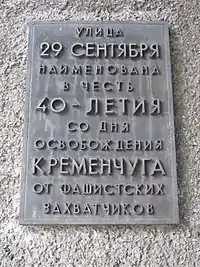 УЛИЦА
29 СЕНТЯБРЯ
НАИМЕНОВАНА
В ЧЕСТЬ
40-ЛЕТИЯ
СО ДНЯ
ОСВОБОЖДЕНИЯ
КРЕМЕНЧУГА
ОТ ФАШИСТСКИХ
ЗАХВАТЧИКОВ